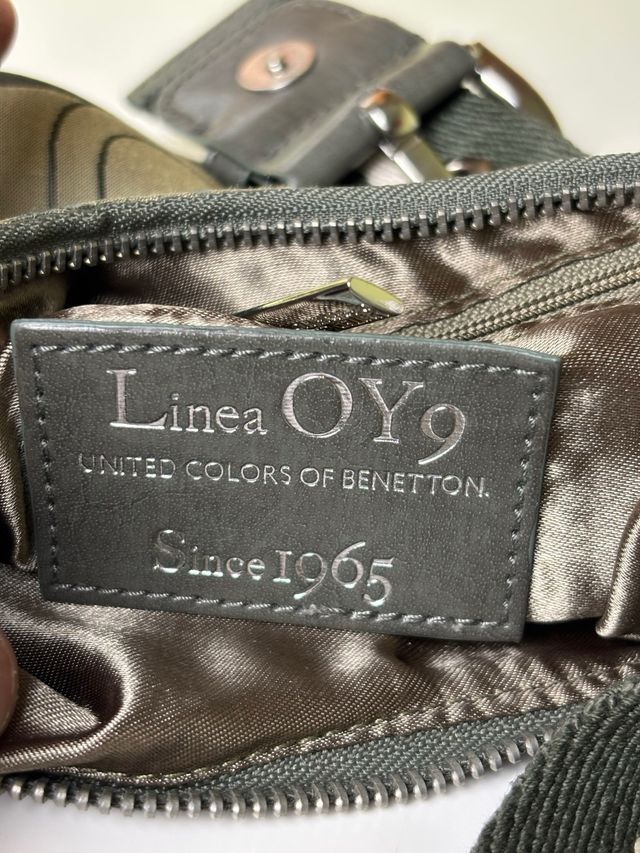 Linea OY9
UNITED COLORS OF BENETTON.
Since 1965